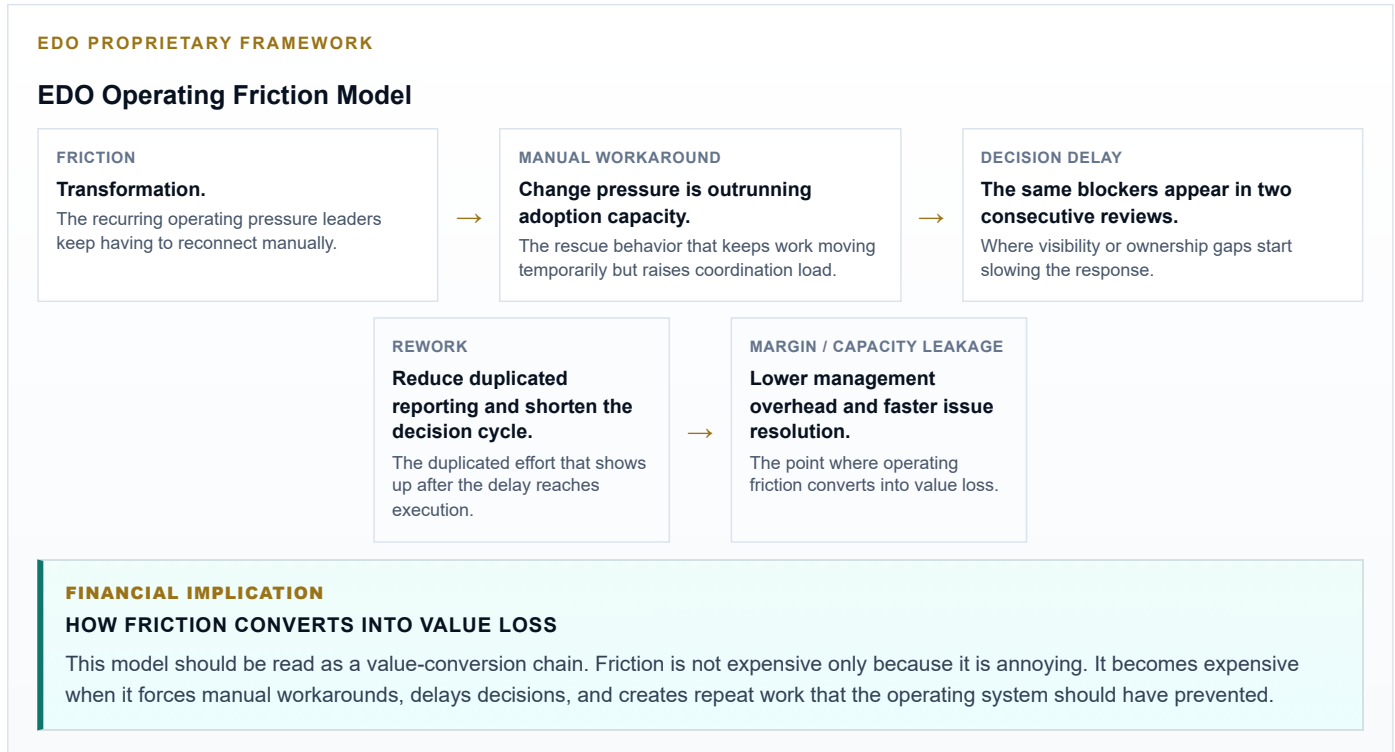 EDO PROPRIETARY FRAMEWORK
EDO Operating Friction Model
FRICTION
Transformation.
The recurring operating pressure leaders
keep having to reconnect manually.
→
MANUAL WORKAROUND
Change pressure is outrunning
adoption capacity.
The rescue behavior that keeps work moving
temporarily but raises coordination load.
→
DECISION DELAY
The same blockers appear in two
consecutive reviews.
Where visibility or ownership gaps start
slowing the response.
REWORK
Reduce duplicated
reporting and shorten the
decision cycle.
The duplicated effort that shows
up after the delay reaches
execution.
→
MARGIN / CAPACITY LEAKAGE
Lower management
overhead and faster issue
resolution.
The point where operating
friction converts into value loss.
FINANCIAL IMPLICATION
HOW FRICTION CONVERTS INTO VALUE LOSS
This model should be read as a value-conversion chain. Friction is not expensive only because it is annoying. It becomes expensive
when it forces manual workarounds, delays decisions, and creates repeat work that the operating system should have prevented.